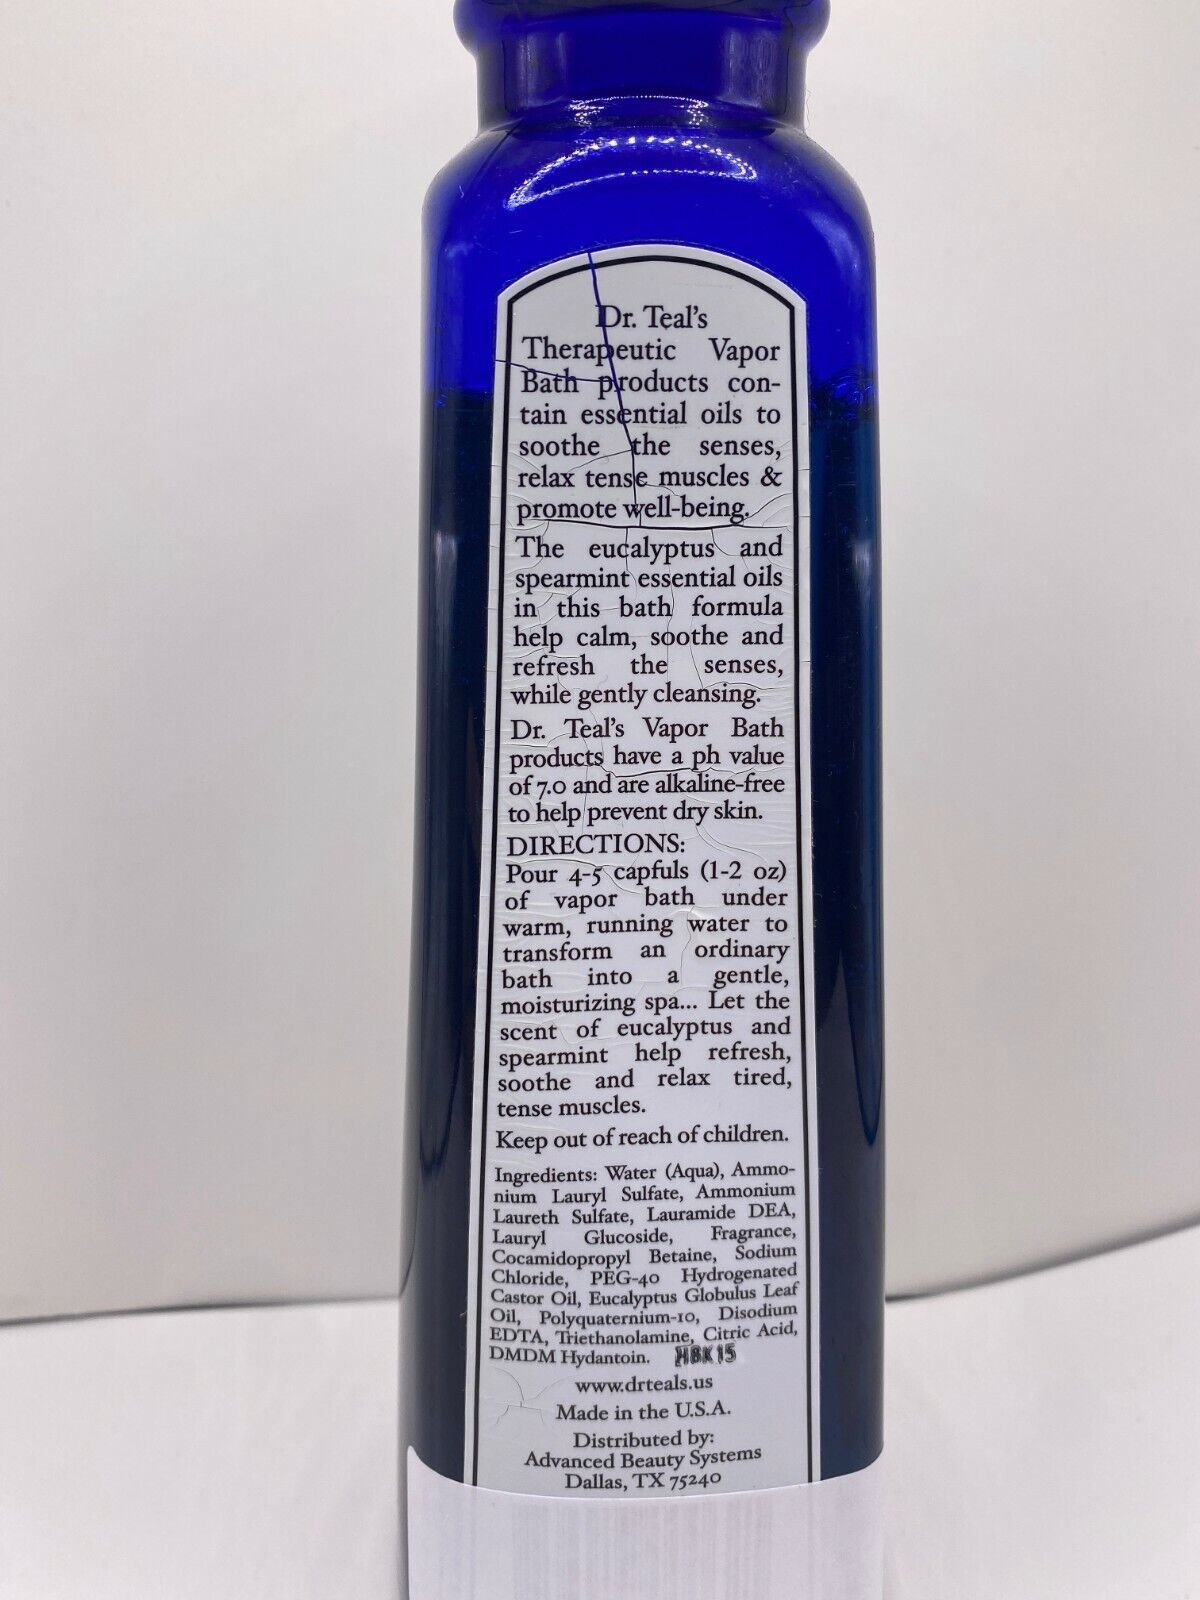 Dr. Teal's
Therapeutic Vapor
Bath products con-
tain essential oils to
soothe the senses,
relax tense muscles &
promote well-being.
The eucalyptus and
spearmint essential oils
in this bath formula
help calm, soothe and
refresh the senses,
while gently cleansing.
Dr. Teal's Vapor Bath
products have a ph value
of 7.0 and are alkaline-free
to help prevent dry skin.
DIRECTIONS:
Pour 4-5 capfuls (1-2 oz)
of vapor bath under
warm, running water to
transform an ordinary
bath into a gentle,
moisturizing spa... Let the
scent of eucalyptus and
spearmint help refresh,
soothe and relax tired,
tense muscles.
Keep out of reach of children.
Ingredients: Water (Aqua), Ammo-
nium Lauryl Sulfate, Ammonium
Laureth Sulfate, Lauramide DEA,
Lauryl Glucoside, Fragrance,
Cocamidopropyl Betaine, Sodium
Chloride, PEG-40 Hydrogenated
Castor Oil, Eucalyptus Globulus Leaf
Oil, Polyquaternium-10, Disodium
EDTA, Triethanolamine, Citric Acid,
DMDM Hydantoin. H8K15
www.drteals.us
Made in the U.S.A.
Distributed by:
Advanced Beauty Systems
Dallas, TX 75240